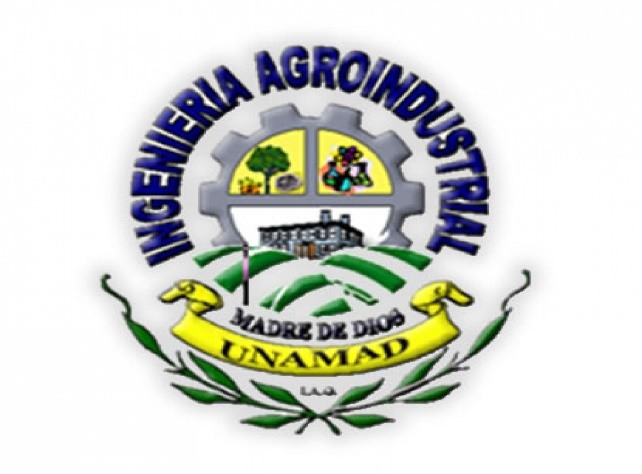 INGENIERIA AGROINDUSTRIAL
MADRE DE DIOS
UNAMAD